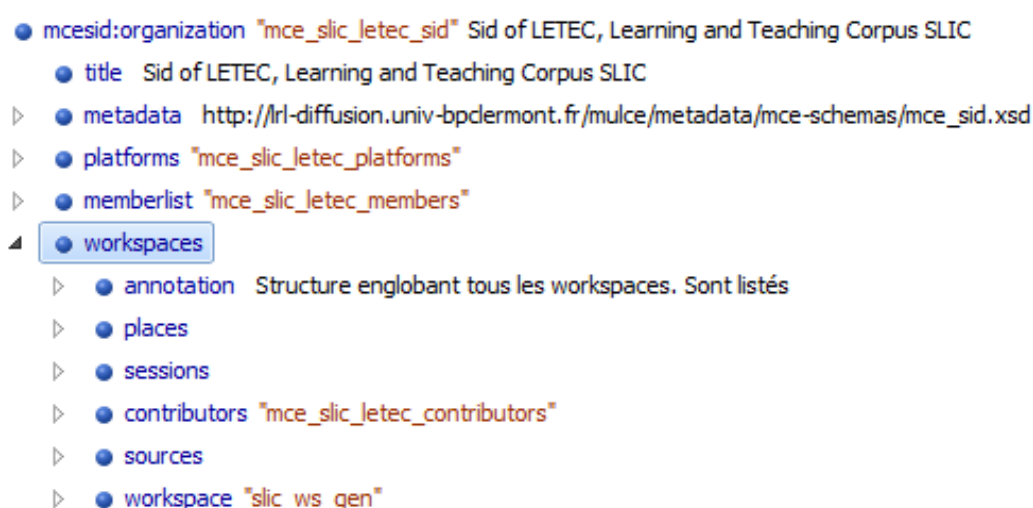 mcesid:organization "mce_slic_letec_sid" Sid of LETEC, Learning and Teaching Corpus SLIC
title Sid of LETEC, Learning and Teaching Corpus SLIC
metadata http://lrl-diffusion.univ-bpclermont.fr/mulce/metadata/mce-schemas/mce_sid.xsd
platforms "mce_slic_letec_platforms"
memberlist "mce_slic_letec_members"
workspaces
annotation Structure englobant tous les workspaces. Sont listés
places
sessions
contributors "mce_slic_letec_contributors"
sources
workspace "slic_ws_gen"